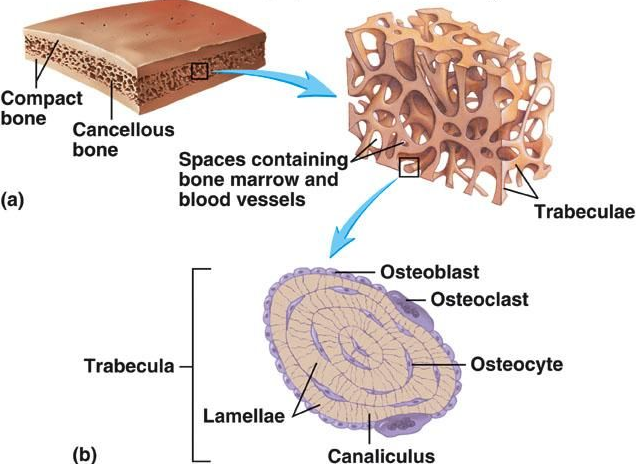 Compact
bone
Cancellous
bone
Spaces containing
bone marrow and
blood vessels
Trabeculae
(a)
Osteoblast
Osteoclast
Trabecula
Osteocyte
Lamellae
Canaliculus
(b)